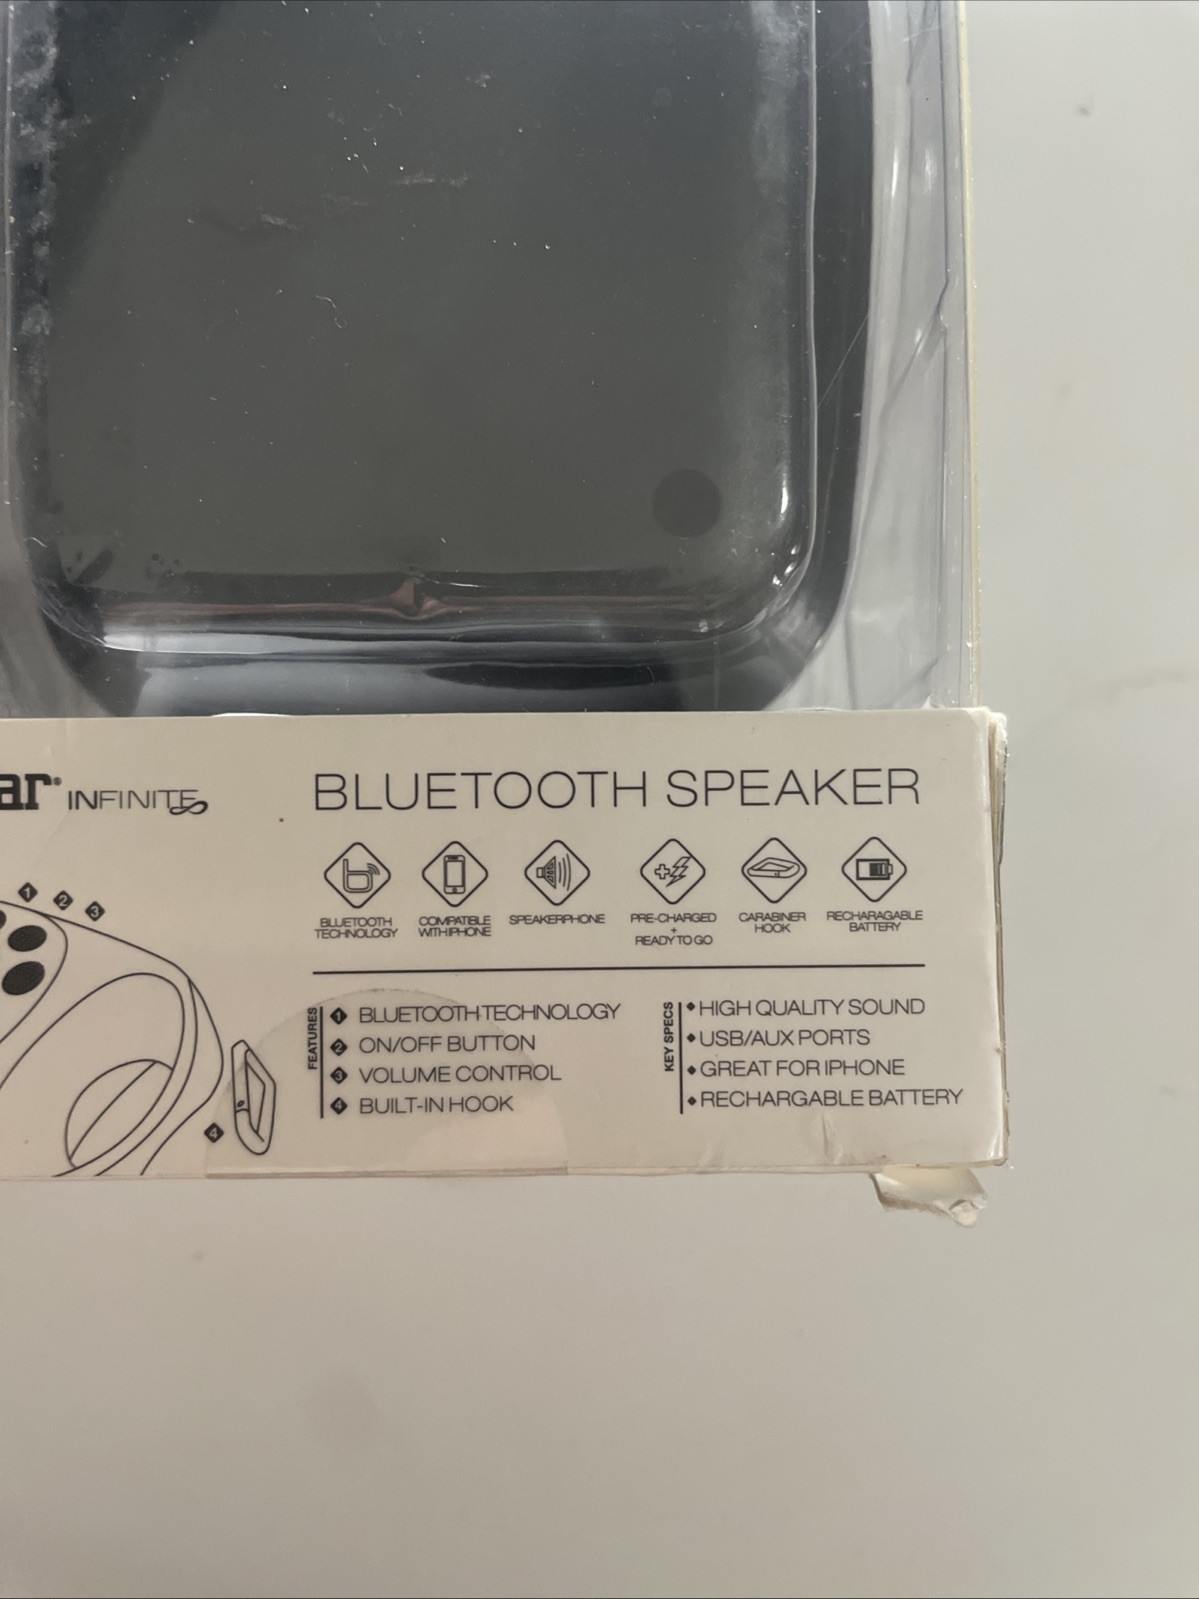 ar® INFINITE
BLUETOOTH SPEAKER
BLUETOOTH
TECHNOLOGY
COMPATIBLE
WITH IPHONE
SPEAKERPHONE
PRE-CHARGED
+
READY TO GO
CARABINER
HOOK
RECHARAGABLE
BATTERY
1 2 3
4
FEATURES
1 BLUETOOTH TECHNOLOGY
2 ON/OFF BUTTON
3 VOLUME CONTROL
4 BUILT-IN HOOK
KEY SPECS
• HIGH QUALITY SOUND
• USB/AUX PORTS
• GREAT FOR IPHONE
• RECHARGABLE BATTERY